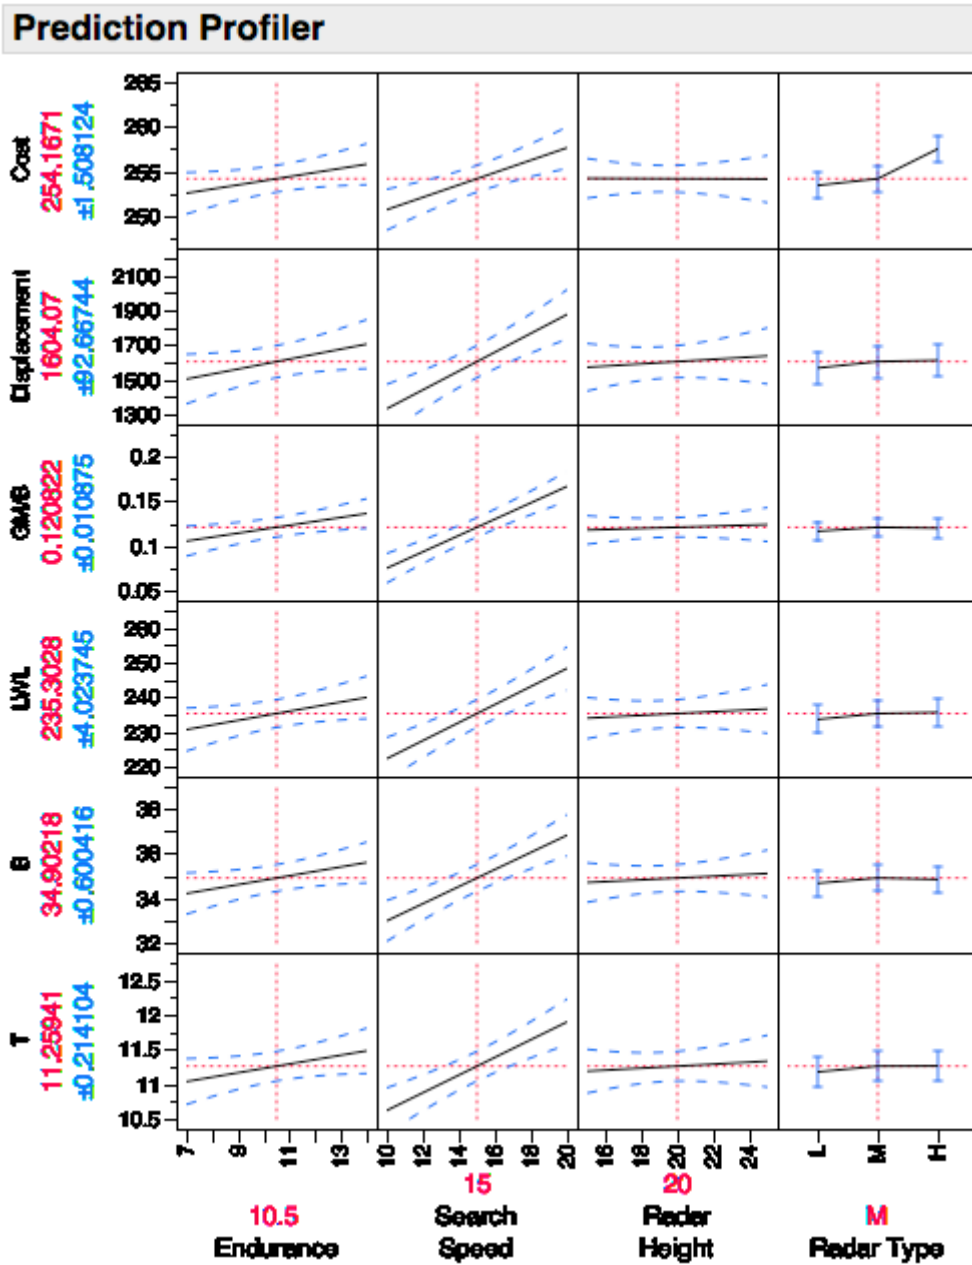 Prediction Profiler
Cost
254.1671
±1.508124
265
260
255
250
Displacement
1604.07
±92.66744
2100
1900
1700
1500
1300
GM/B
0.120822
±0.010875
0.2
0.15
0.1
0.05
LWL
235.3028
±4.023745
260
250
240
230
220
B
34.90218
±0.600416
38
36
34
32
T
11.25941
±0.214104
12.5
12
11.5
11
10.5
7 9 11 13 10 12 14 16 18 20 16 18 20 22 24 L M H
10.5 15 20 M
Endurance
Search
Speed
Radar
Height
Radar Type